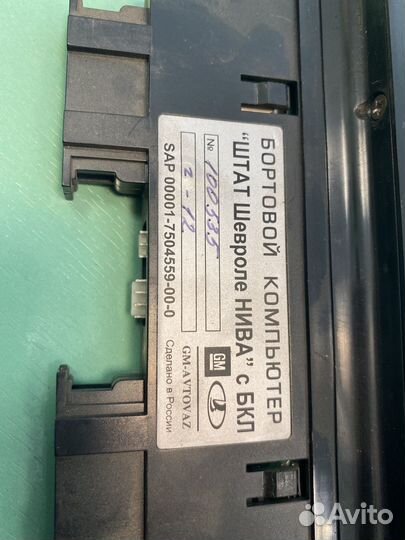 БОРТОВОЙ КОМПЬЮТЕР
"ШТАТ Шевроле НИВА" с БКЛ
№ 100535
2-12
SAP 00001-7504559-00-0
GM
GM-AVTOVAZ
Сделано в России
Avito